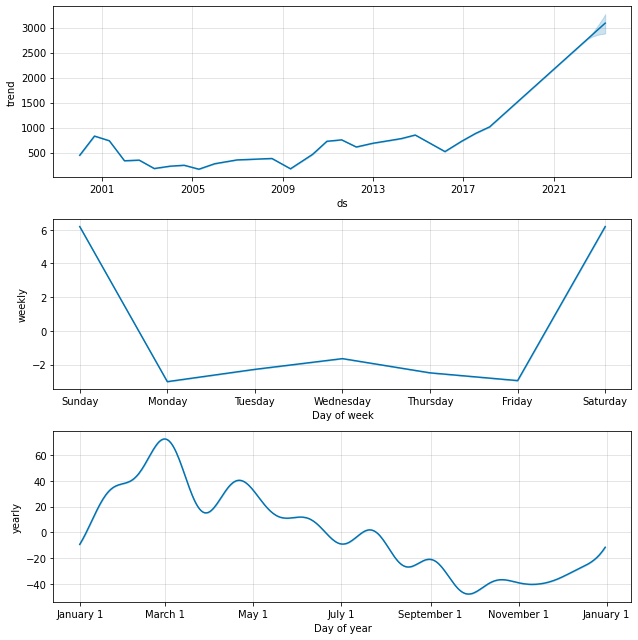 3000
2500
2000
1500
1000
500
trend
2001 2005 2009 2013 2017 2021
ds
6
4
2
0
−2
weekly
Sunday Monday Tuesday Wednesday Thursday Friday Saturday
Day of week
60
40
20
0
−20
−40
yearly
January 1 March 1 May 1 July 1 September 1 November 1 January 1
Day of year